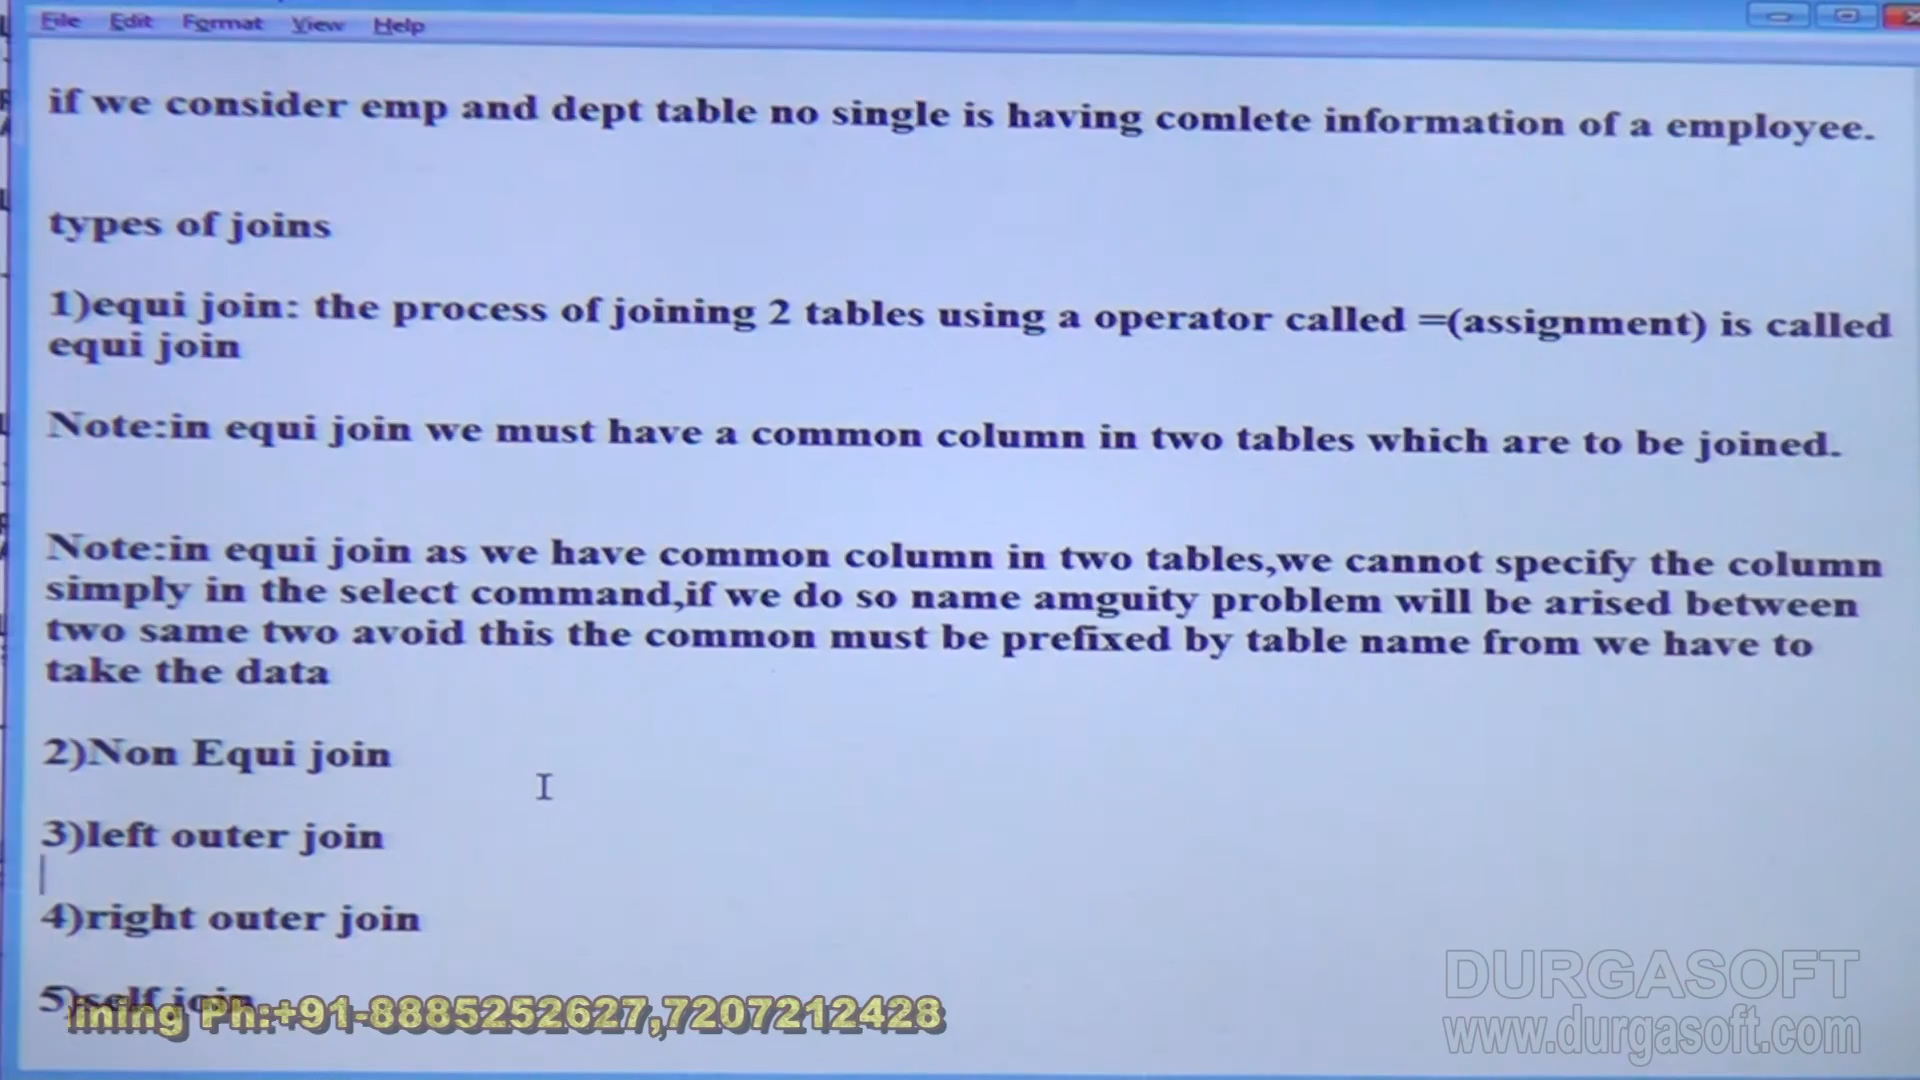 File Edit Format View Help
if we consider emp and dept table no single is having comlete information of a employee.
types of joins
1)equi join: the process of joining 2 tables using a operator called =(assignment) is called
equi join
Note:in equi join we must have a common column in two tables which are to be joined.
Note:in equi join as we have common column in two tables,we cannot specify the column
simply in the select command,if we do so name amguity problem will be arised between
two same two avoid this the common must be prefixed by table name from we have to
take the data
2)Non Equi join
3)left outer join
4)right outer join
5)self join
ining Ph:+91-8885252627,7207212428
DURGASOFT
www.durgasoft.com